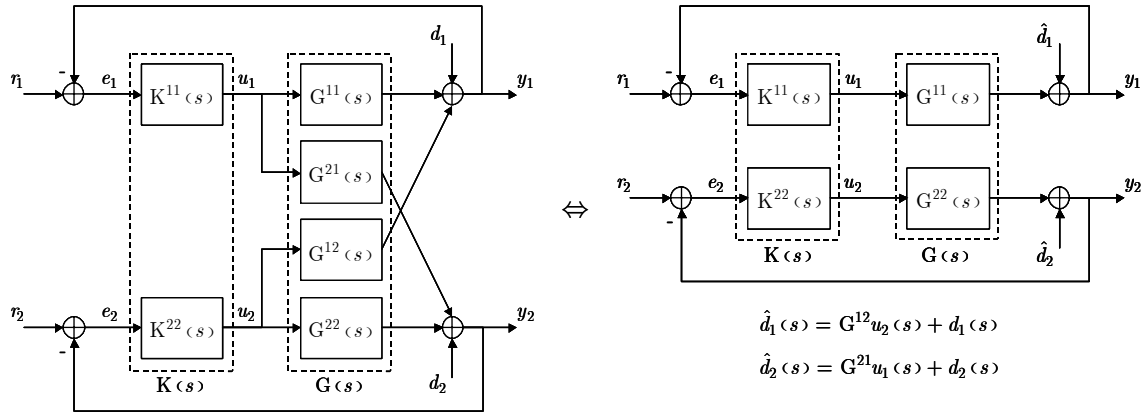 d₁
r₁
-
e₁
K¹¹(s)
u₁
G¹¹(s)
y₁
G²¹(s)
G¹²(s)
r₂
e₂
K²²(s)
u₂
G²²(s)
y₂
-
K(s)
G(s)
d₂
⇔
d̂₁
r₁
-
e₁
K¹¹(s)
u₁
G¹¹(s)
y₁
r₂
-
e₂
K²²(s)
u₂
G²²(s)
y₂
K(s)
G(s)
d̂₂
d̂₁(s) = G¹²u₂(s) + d₁(s)
d̂₂(s) = G²¹u₁(s) + d₂(s)